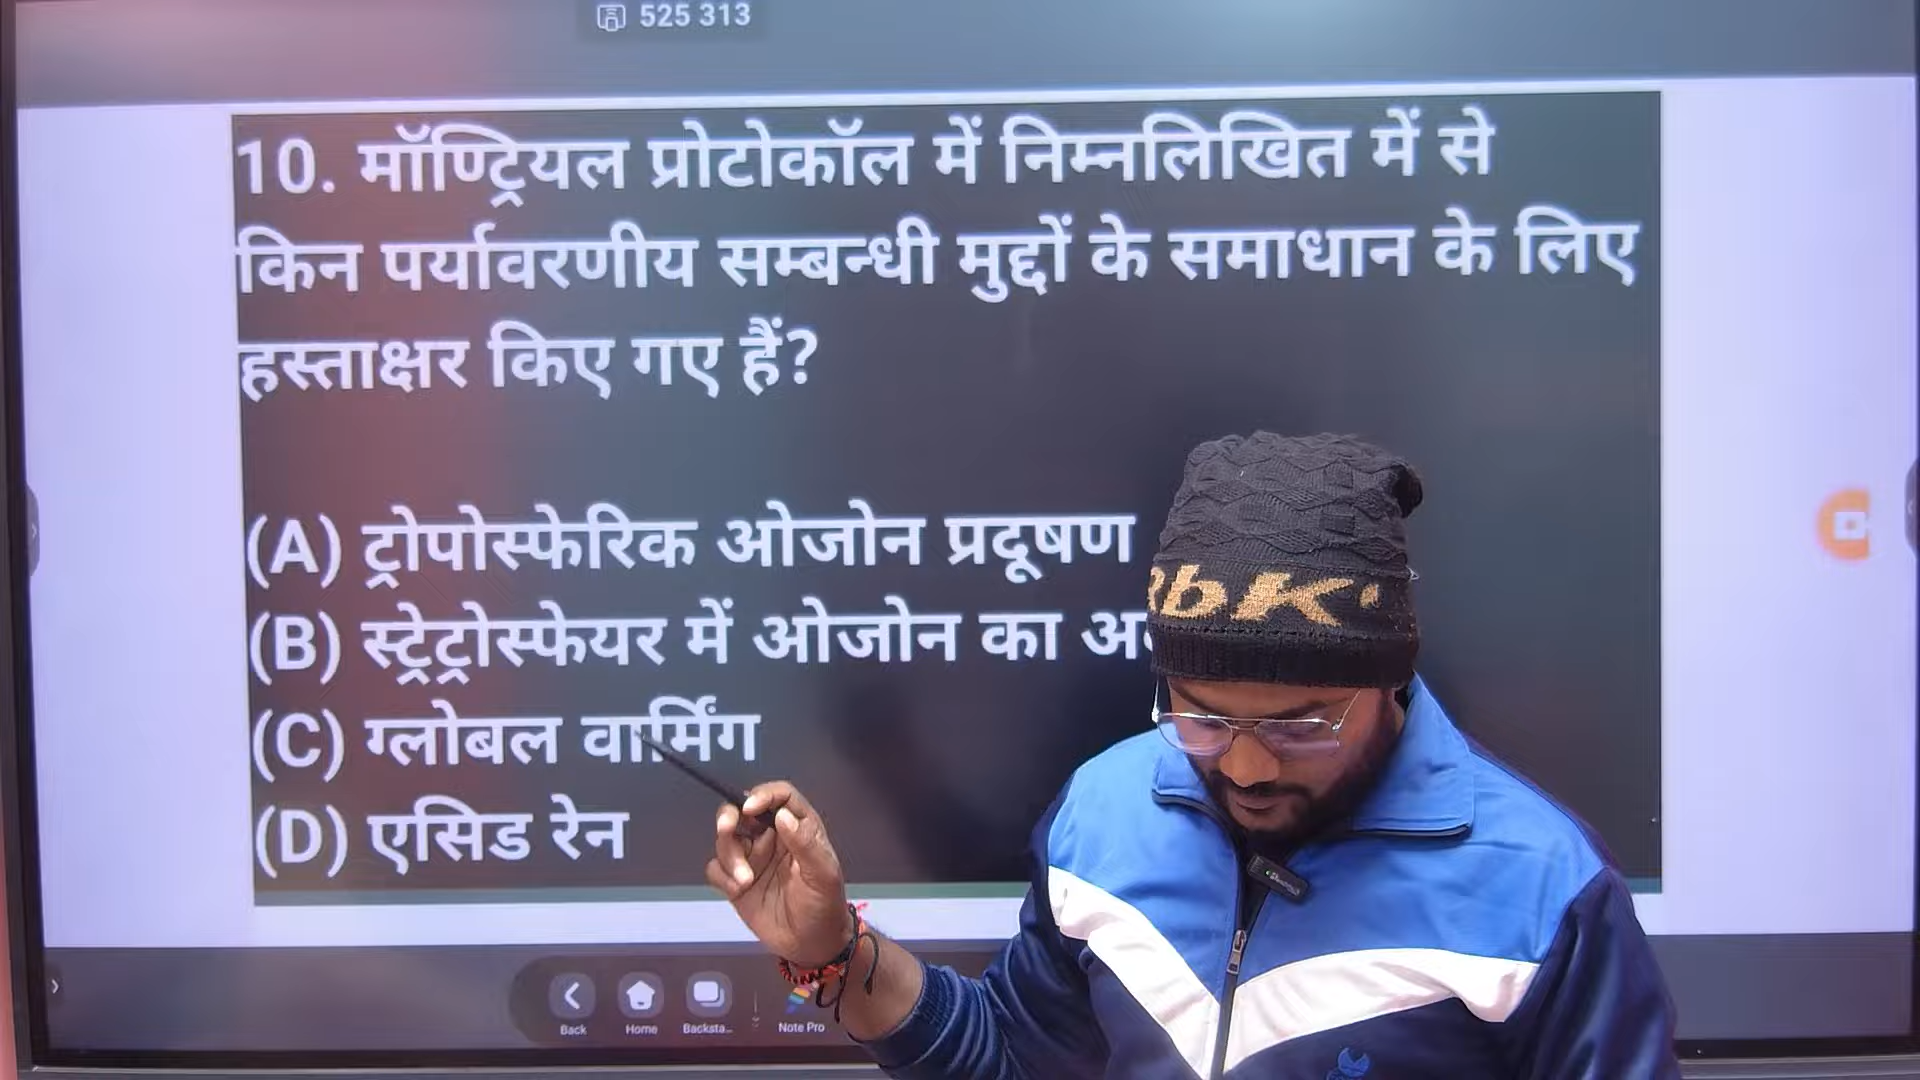 525 313
10. मॉण्ट्रियल प्रोटोकॉल में निम्नलिखित में से
किन पर्यावरणीय सम्बन्धी मुद्दों के समाधान के लिए
हस्ताक्षर किए गए हैं?
(A) ट्रोपोस्फेरिक ओजोन प्रदूषण
(B) स्ट्रेट्रोस्फेयर में ओजोन का
(C) ग्लोबल वार्मिंग
(D) एसिड रेन
Back Home Backsta... Note Pro